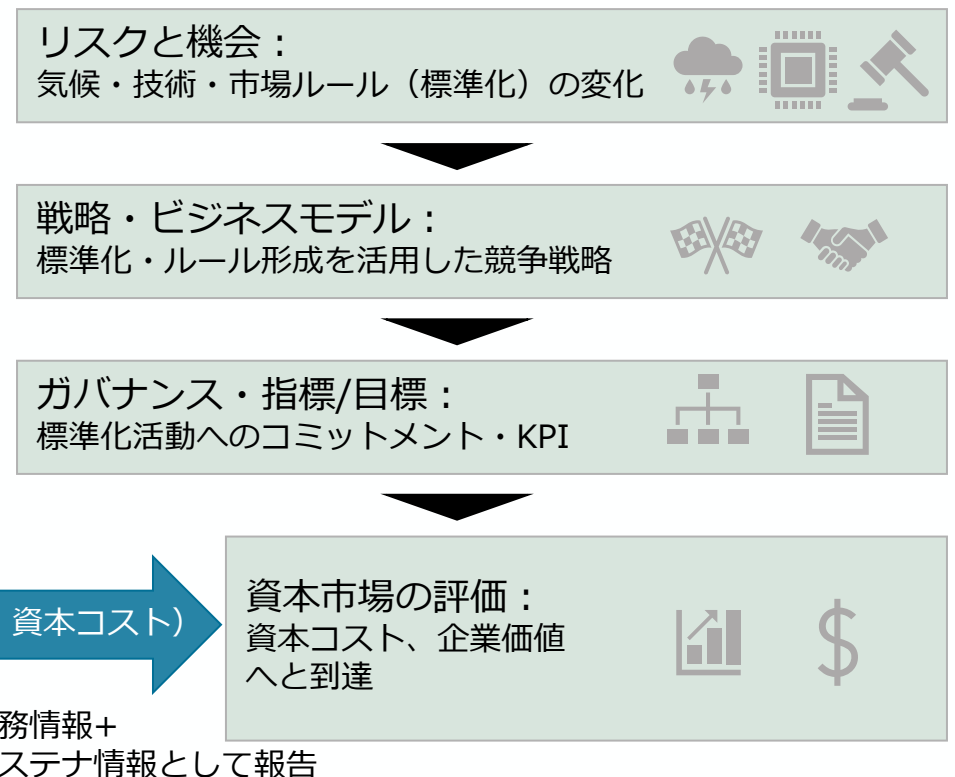 リスクと機会：
気候・技術・市場ルール（標準化）の変化
戦略・ビジネスモデル：
標準化・ルール形成を活用した競争戦略
ガバナンス・指標/目標：
標準化活動へのコミットメント・KPI
資本コスト）
資本市場の評価：
資本コスト、企業価値
へと到達
務情報+
ステナ情報として報告